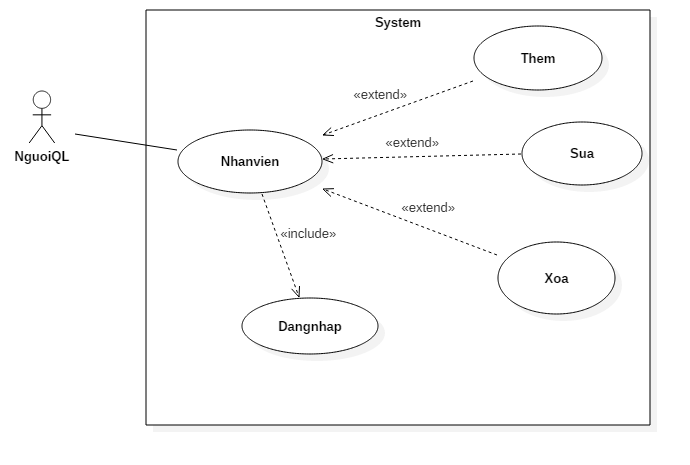 System
Them
«extend»
«extend»
Sua
NguoiQL
Nhanvien
«extend»
«include»
Xoa
Dangnhap